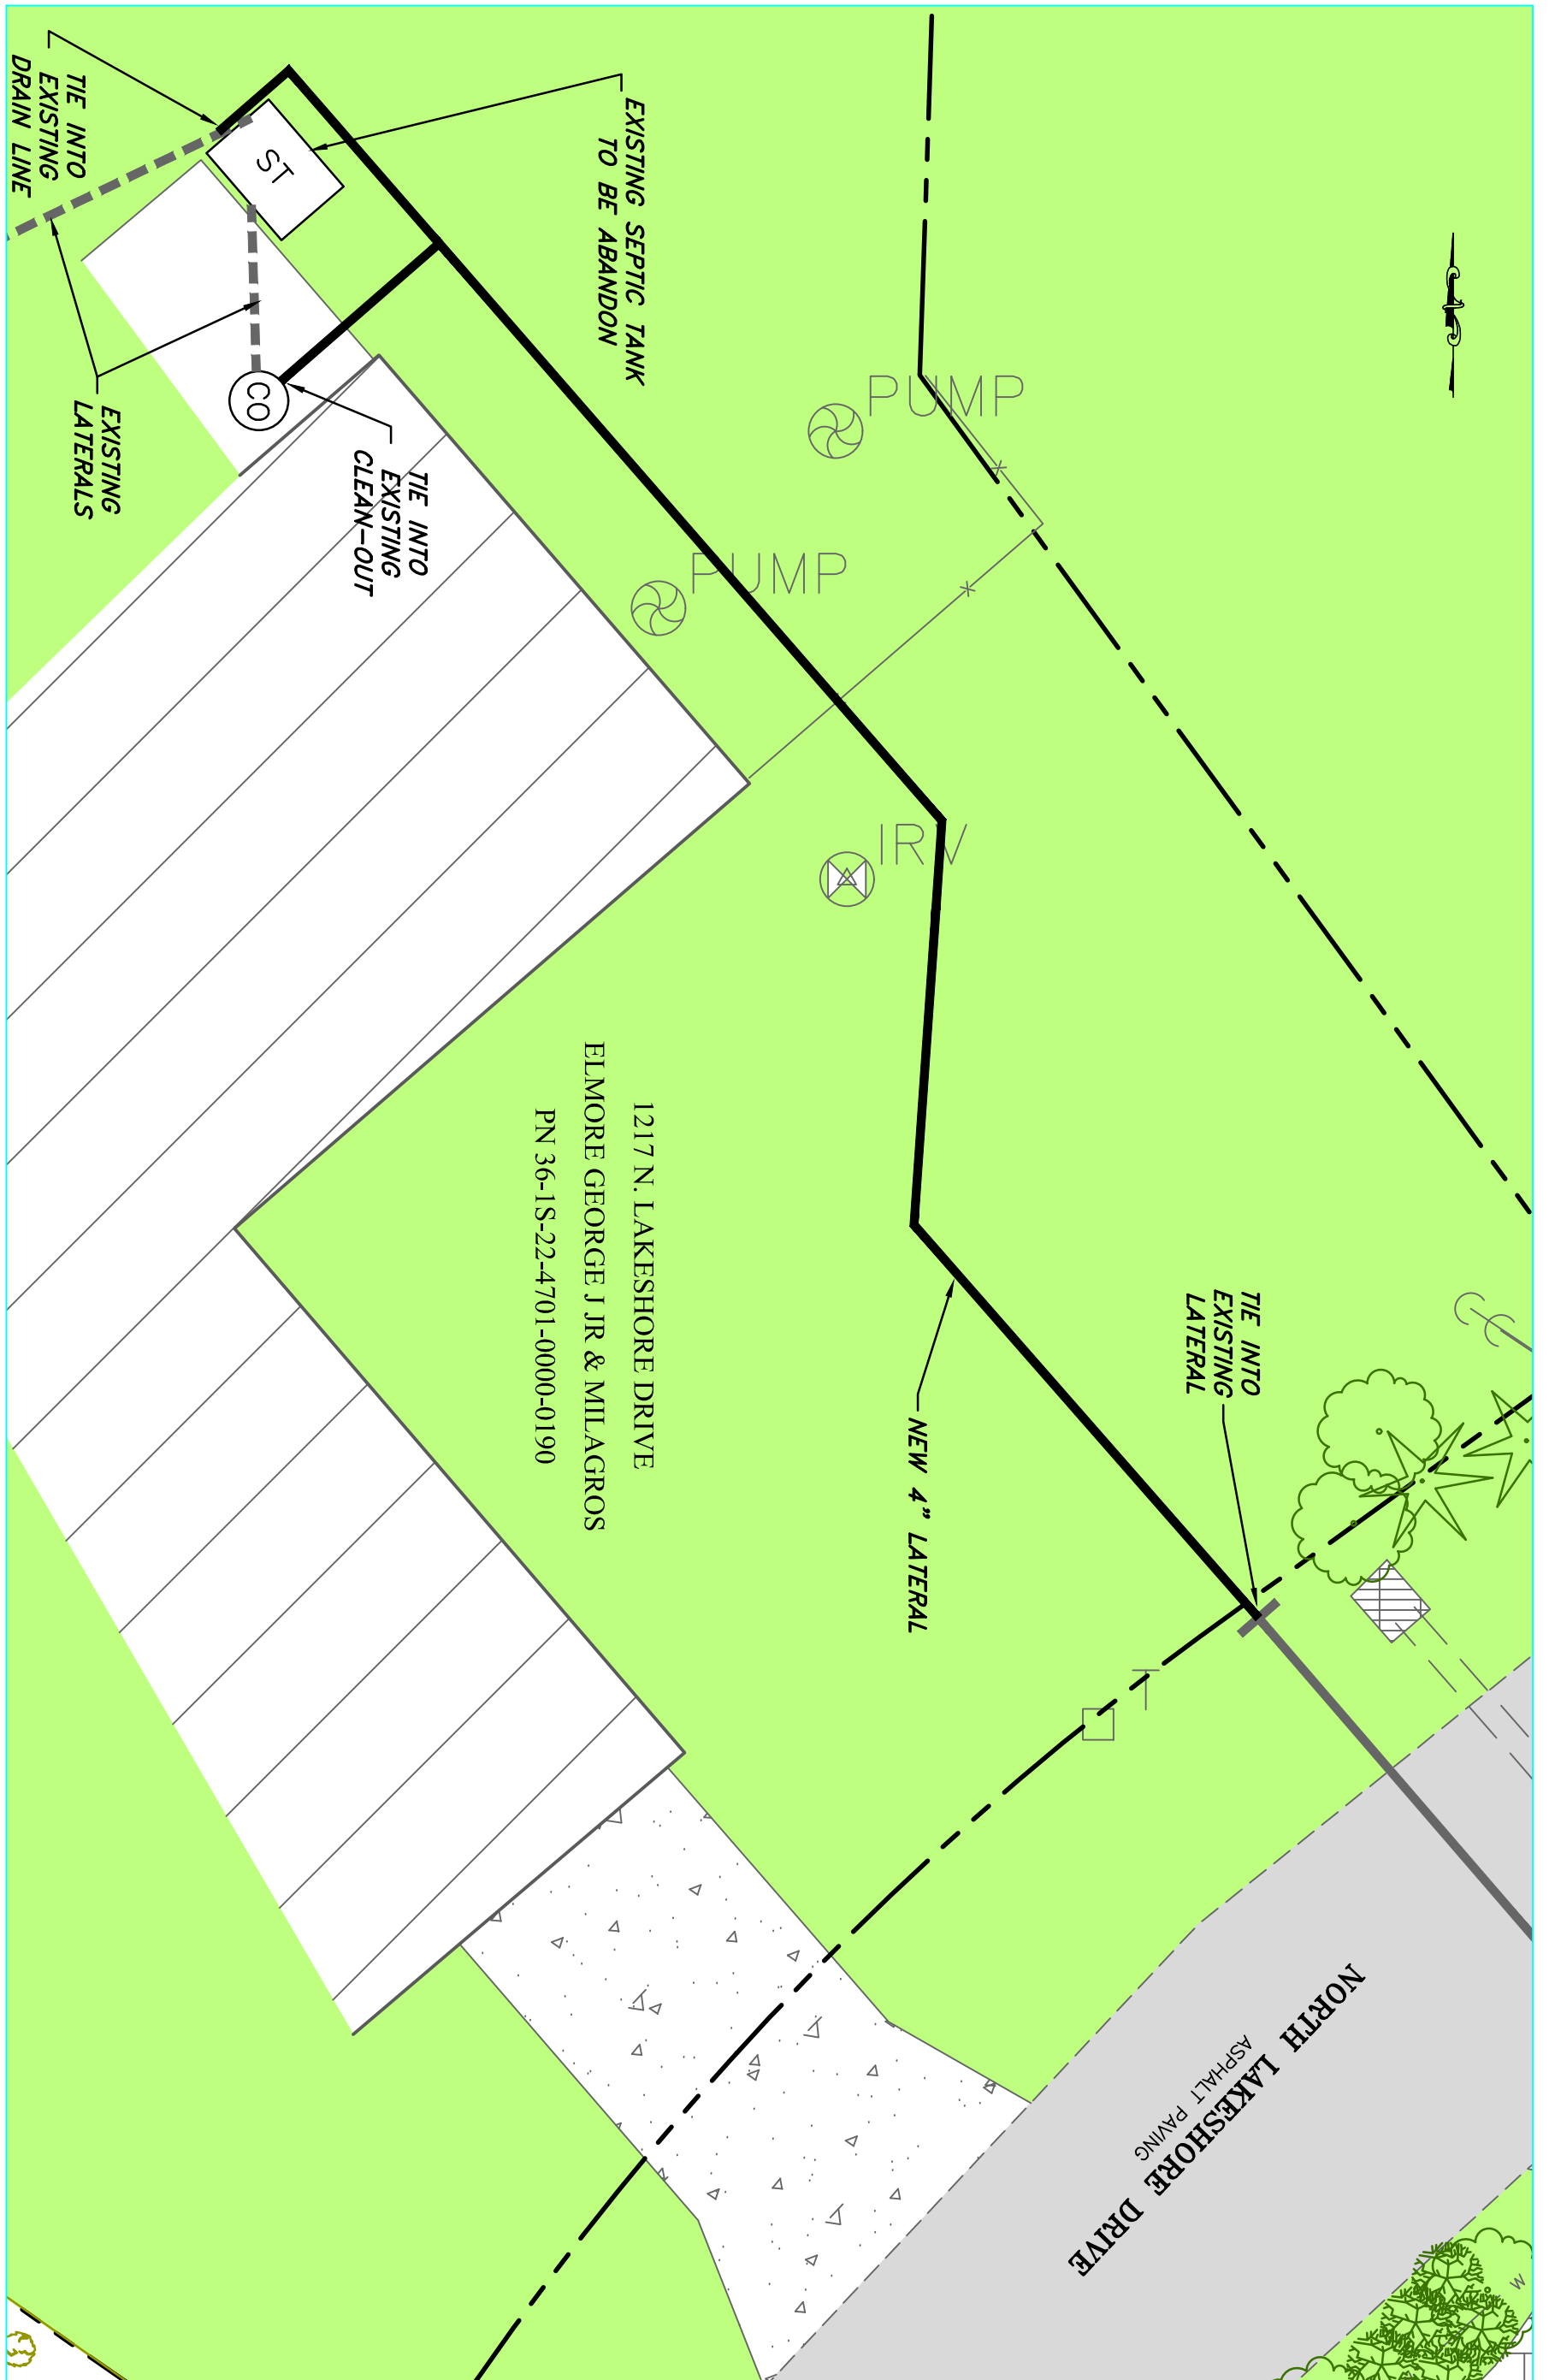 TIE INTO
EXISTING
DRAIN LINE
ST
EXISTING SEPTIC TANK
TO BE ABANDON
CO
EXISTING
LATERALS
TIE INTO
EXISTING
CLEAN-OUT
PUMP
PUMP
IRV
1217 N. LAKESHORE DRIVE
ELMORE GEORGE J JR & MILAGROS
PN 36-1S-22-4701-0000-0190
NEW 4" LATERAL
TIE INTO
EXISTING
LATERAL
T
NORTH LAKESHORE DRIVE
ASPHALT PAVING
W